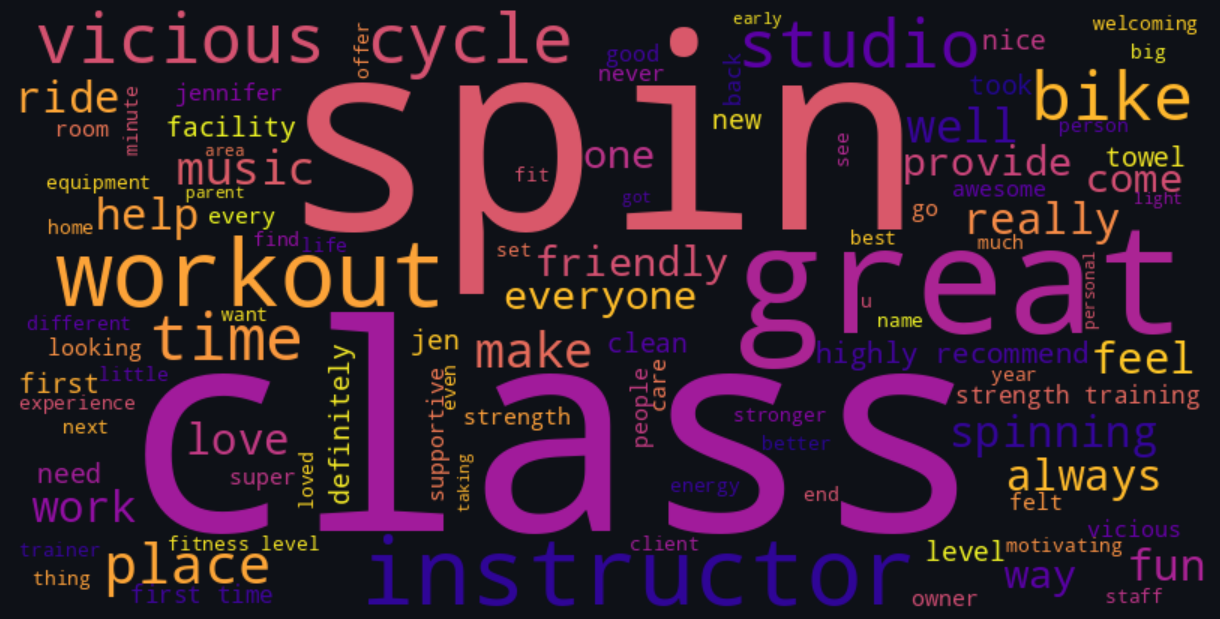 early
welcoming
vicious cycle
offer
studio
nice
big
good
never
back
took
bike
ride
minute
jennifer
spin
new
well
person
room
facility
see
area
music
one
provide
towel
come
equipment
parent
fit
got
awesome
light
home
help
every
go
really
find
life
set
friendly
best
much
workout
everyone
great
personal
u
name
want
different
time
looking
jen
make
clean
highly recommend
feel
first
little
definitely
class
supportive
even
people
care
year
strength training
experience
next
love
strength
stronger
better
spinning
need
super
loved
taking
energy
end
always
felt
work
vicious
trainer
fitness level
instructor
client
level
motivating
thing
place
way
fun
first time
owner
staff